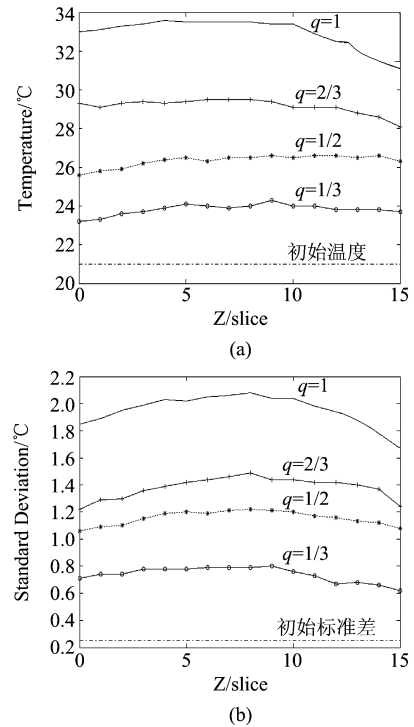 34
32
30
28
26
24
22
20
Temperature/℃
q=1
q=2/3
q=1/2
q=1/3
初始温度
0 5 10 15
Z/slice
(a)
2.2
2.0
1.8
1.6
1.4
1.2
1.0
0.8
0.6
0.4
0.2
Standard Deviation/℃
q=1
q=2/3
q=1/2
q=1/3
初始标准差
0 5 10 15
Z/slice
(b)